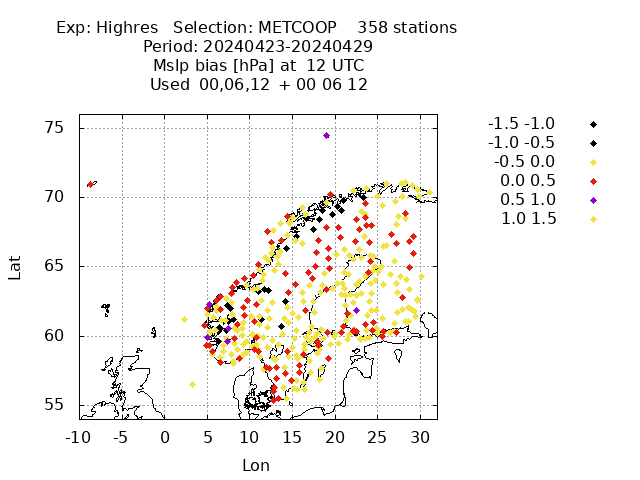 Exp: Highres   Selection: METCOOP    358 stations
Period: 20240423-20240429
Mslp bias [hPa] at  12 UTC
Used 00,06,12  + 00 06 12
-1.5 -1.0
-1.0 -0.5
-0.5 0.0
0.0 0.5
0.5 1.0
1.0 1.5
75
70
65
60
55
Lat
-10 -5 0 5 10 15 20 25 30
Lon